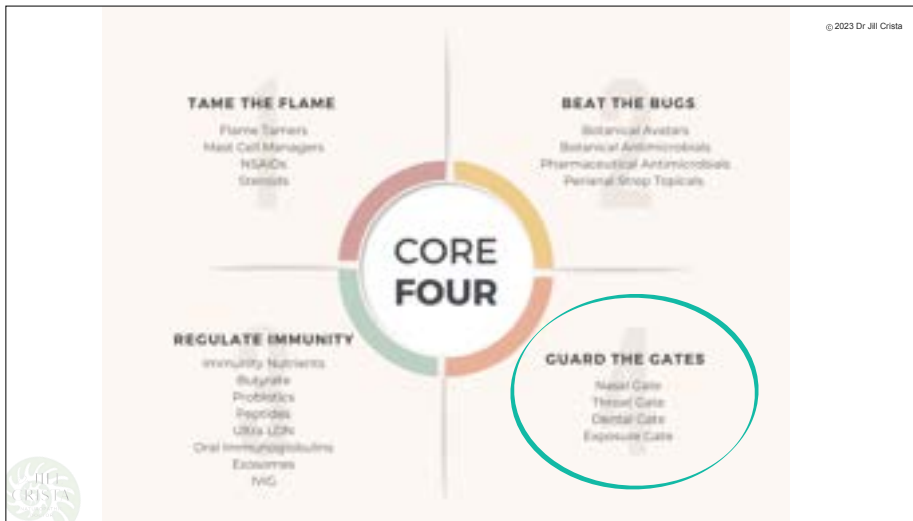 © 2023 Dr Jill Crista
TAME THE FLAME
Flame Tamers
Mast Cell Managers
NSAIDs
Steroids
BEAT THE BUGS
Botanical Avatars
Botanical Antimicrobials
Pharmaceutical Antimicrobials
Perianal Strep Topicals
CORE
FOUR
REGULATE IMMUNITY
Immunity Nutrients
Butyrate
Probiotics
Peptides
Ultra LDN
Oral Immunoglobulins
Exosomes
IVIG
GUARD THE GATES
Nasal Gate
Throat Gate
Dental Gate
Exposure Gate
JILL
CRISTA